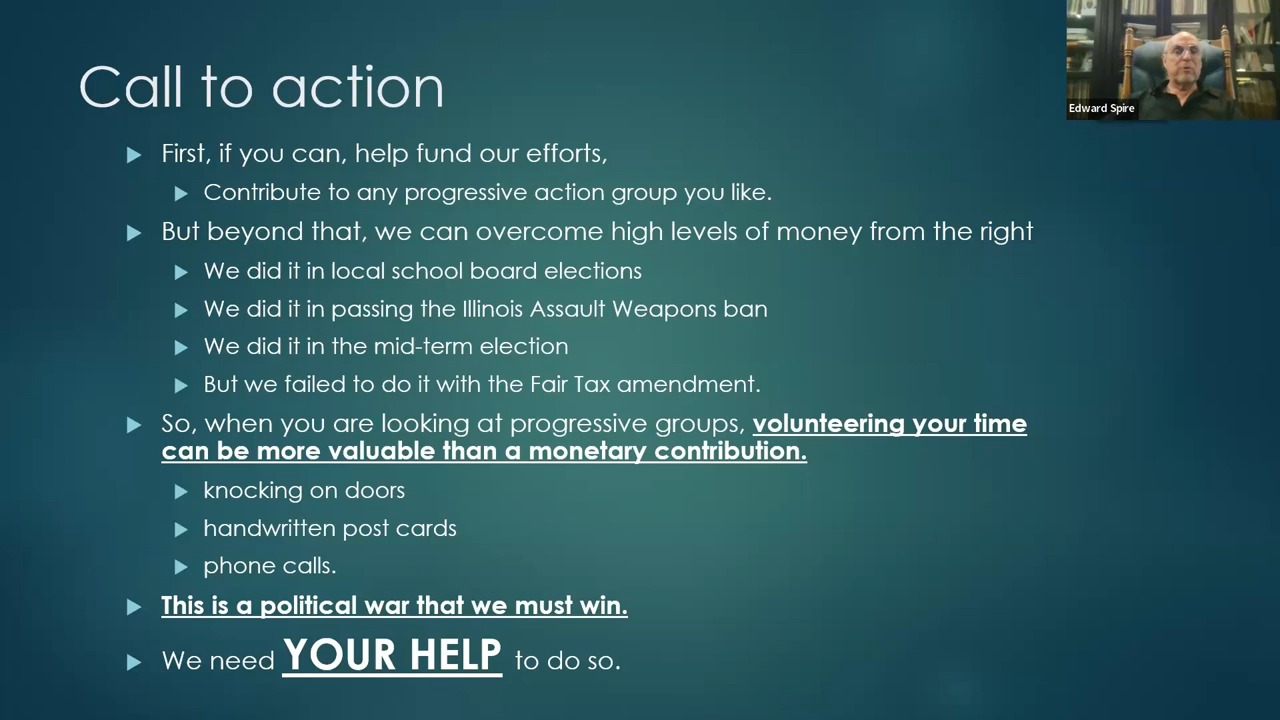 Call to action
Edward Spire
First, if you can, help fund our efforts,
Contribute to any progressive action group you like.
But beyond that, we can overcome high levels of money from the right
We did it in local school board elections
We did it in passing the Illinois Assault Weapons ban
We did it in the mid-term election
But we failed to do it with the Fair Tax amendment.
So, when you are looking at progressive groups, volunteering your time
can be more valuable than a monetary contribution.
knocking on doors
handwritten post cards
phone calls.
This is a political war that we must win.
We need YOUR HELP to do so.